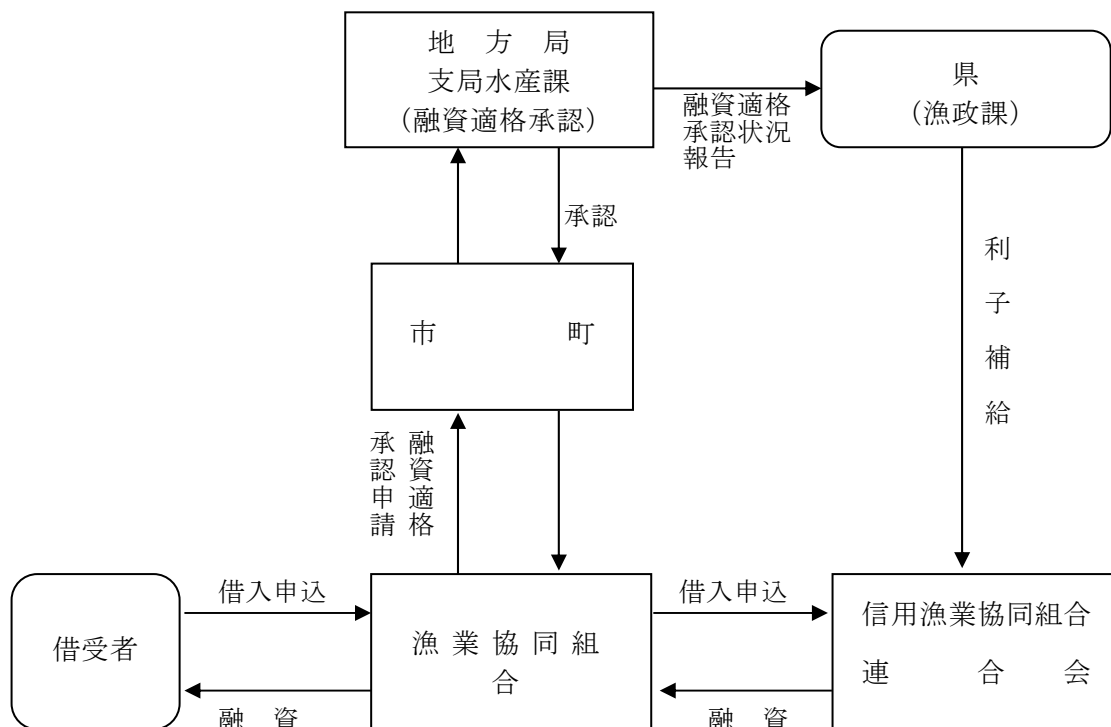 地　方　局
支局水産課
（融資適格承認）
融資適格
承認状況
報告
県
（漁政課）
承認
市　　　町
利子補給
融資適格
承認申請
借受者
借入申込
融　資
漁 業 協 同 組
合
借入申込
融　資
信用漁業協同組合
連　　合　　会